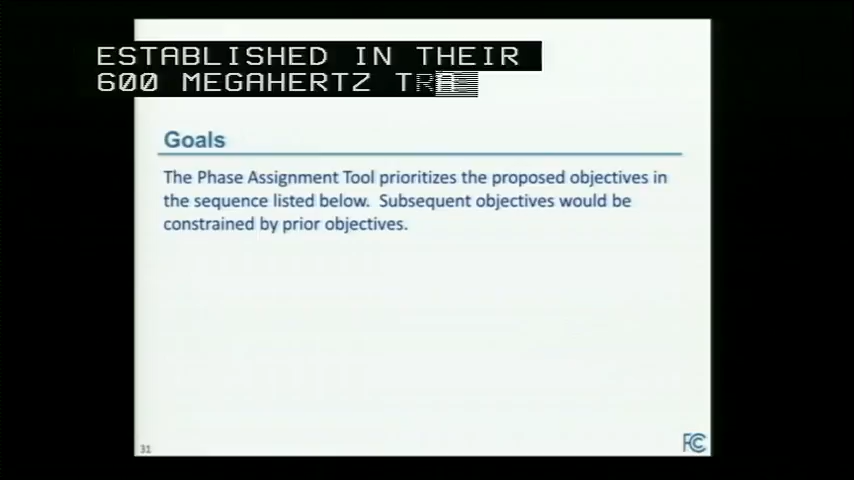 ESTABLISHED IN THEIR
600 MEGAHERTZ TRA
Goals
The Phase Assignment Tool prioritizes the proposed objectives in
the sequence listed below. Subsequent objectives would be
constrained by prior objectives.
31
FCC